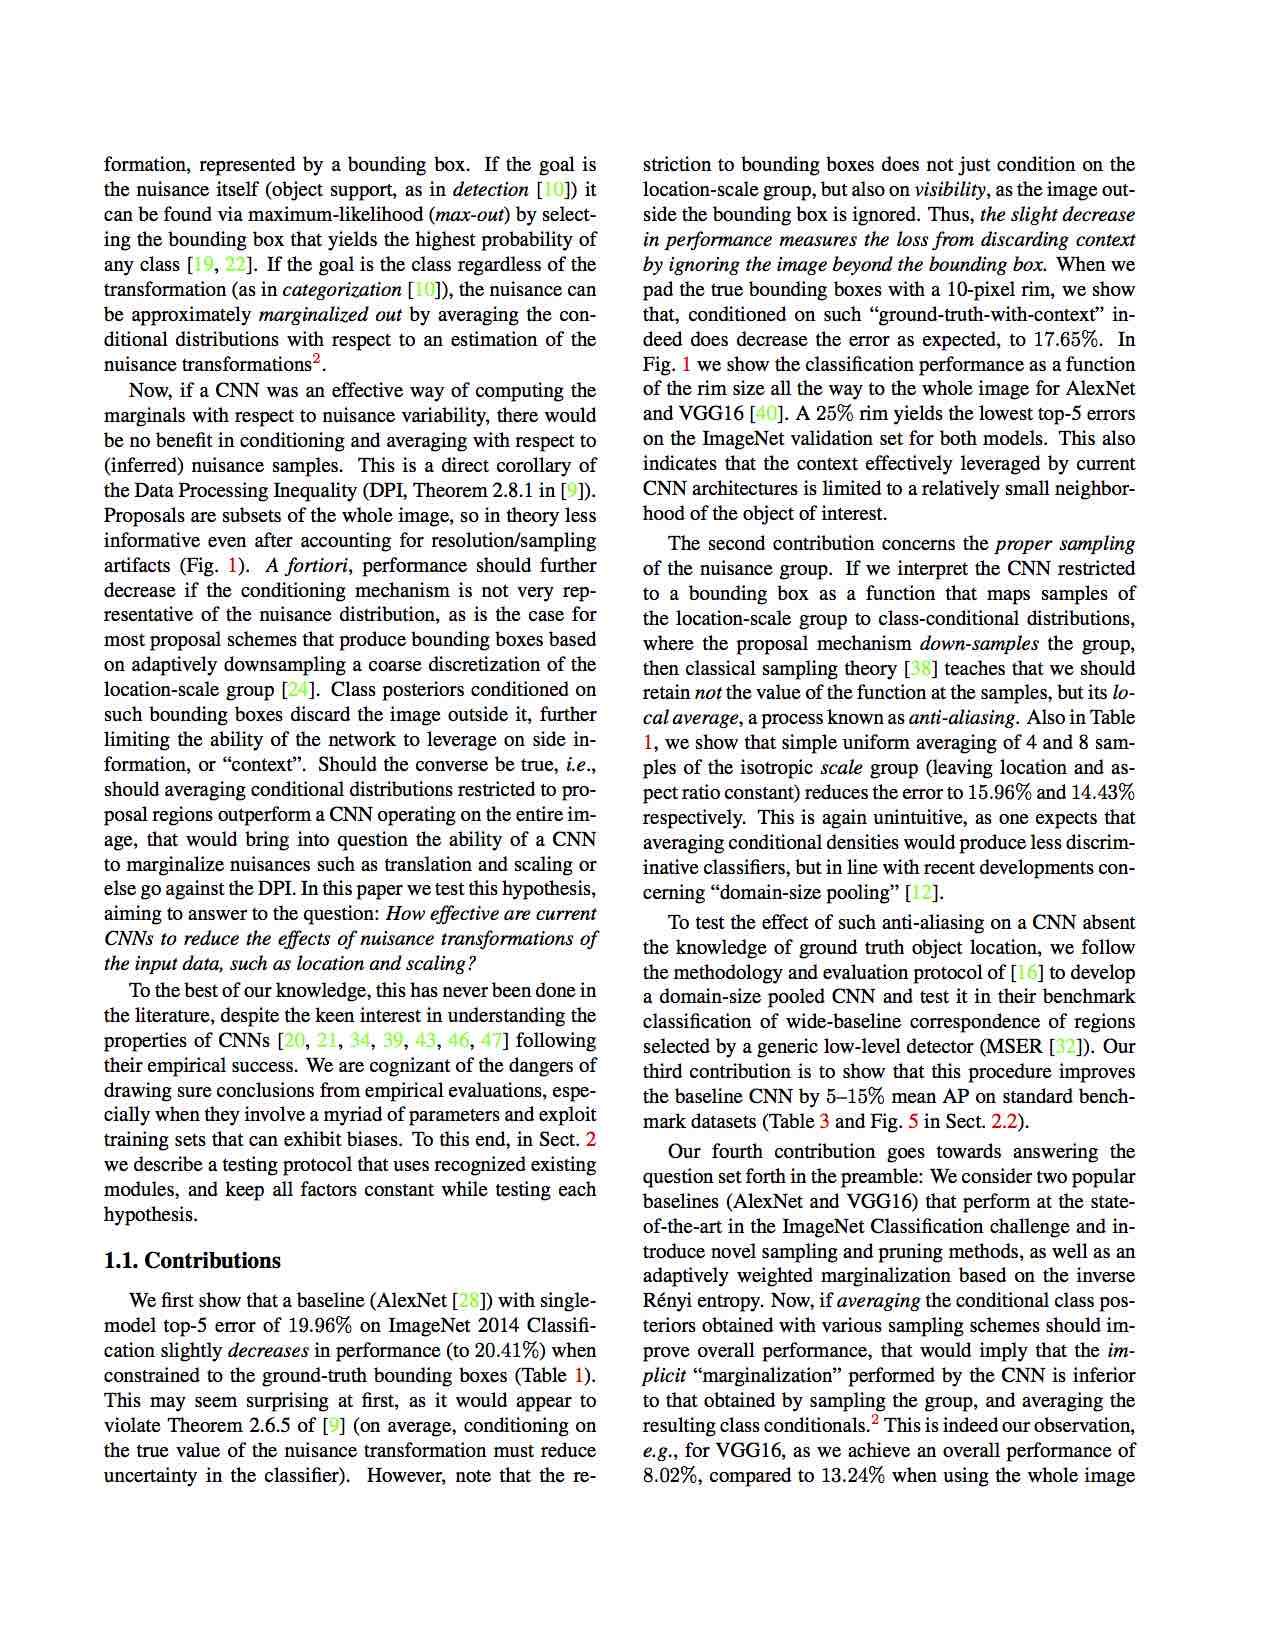 formation, represented by a bounding box. If the goal is
the nuisance itself (object support, as in detection [10]) it
can be found via maximum-likelihood (max-out) by select-
ing the bounding box that yields the highest probability of
any class [19, 22]. If the goal is the class regardless of the
transformation (as in categorization [10]), the nuisance can
be approximately marginalized out by averaging the con-
ditional distributions with respect to an estimation of the
nuisance transformations2.
Now, if a CNN was an effective way of computing the
marginals with respect to nuisance variability, there would
be no benefit in conditioning and averaging with respect to
(inferred) nuisance samples. This is a direct corollary of
the Data Processing Inequality (DPI, Theorem 2.8.1 in [9]).
Proposals are subsets of the whole image, so in theory less
informative even after accounting for resolution/sampling
artifacts (Fig. 1). A fortiori, performance should further
decrease if the conditioning mechanism is not very rep-
resentative of the nuisance distribution, as is the case for
most proposal schemes that produce bounding boxes based
on adaptively downsampling a coarse discretization of the
location-scale group [24]. Class posteriors conditioned on
such bounding boxes discard the image outside it, further
limiting the ability of the network to leverage on side in-
formation, or “context”. Should the converse be true, i.e.,
should averaging conditional distributions restricted to pro-
posal regions outperform a CNN operating on the entire im-
age, that would bring into question the ability of a CNN
to marginalize nuisances such as translation and scaling or
else go against the DPI. In this paper we test this hypothesis,
aiming to answer to the question: How effective are current
CNNs to reduce the effects of nuisance transformations of
the input data, such as location and scaling?
To the best of our knowledge, this has never been done in
the literature, despite the keen interest in understanding the
properties of CNNs [20, 21, 34, 39, 43, 46, 47] following
their empirical success. We are cognizant of the dangers of
drawing sure conclusions from empirical evaluations, espe-
cially when they involve a myriad of parameters and exploit
training sets that can exhibit biases. To this end, in Sect. 2
we describe a testing protocol that uses recognized existing
modules, and keep all factors constant while testing each
hypothesis.
1.1. Contributions
We first show that a baseline (AlexNet [28]) with single-
model top-5 error of 19.96% on ImageNet 2014 Classifi-
cation slightly decreases in performance (to 20.41%) when
constrained to the ground-truth bounding boxes (Table 1).
This may seem surprising at first, as it would appear to
violate Theorem 2.6.5 of [9] (on average, conditioning on
the true value of the nuisance transformation must reduce
uncertainty in the classifier). However, note that the re-
striction to bounding boxes does not just condition on the
location-scale group, but also on visibility, as the image out-
side the bounding box is ignored. Thus, the slight decrease
in performance measures the loss from discarding context
by ignoring the image beyond the bounding box. When we
pad the true bounding boxes with a 10-pixel rim, we show
that, conditioned on such “ground-truth-with-context” in-
deed does decrease the error as expected, to 17.65%. In
Fig. 1 we show the classification performance as a function
of the rim size all the way to the whole image for AlexNet
and VGG16 [40]. A 25% rim yields the lowest top-5 errors
on the ImageNet validation set for both models. This also
indicates that the context effectively leveraged by current
CNN architectures is limited to a relatively small neighbor-
hood of the object of interest.
The second contribution concerns the proper sampling
of the nuisance group. If we interpret the CNN restricted
to a bounding box as a function that maps samples of
the location-scale group to class-conditional distributions,
where the proposal mechanism down-samples the group,
then classical sampling theory [38] teaches that we should
retain not the value of the function at the samples, but its lo-
cal average, a process known as anti-aliasing. Also in Table
1, we show that simple uniform averaging of 4 and 8 sam-
ples of the isotropic scale group (leaving location and as-
pect ratio constant) reduces the error to 15.96% and 14.43%
respectively. This is again unintuitive, as one expects that
averaging conditional densities would produce less discrim-
inative classifiers, but in line with recent developments con-
cerning “domain-size pooling” [12].
To test the effect of such anti-aliasing on a CNN absent
the knowledge of ground truth object location, we follow
the methodology and evaluation protocol of [16] to develop
a domain-size pooled CNN and test it in their benchmark
classification of wide-baseline correspondence of regions
selected by a generic low-level detector (MSER [32]). Our
third contribution is to show that this procedure improves
the baseline CNN by 5–15% mean AP on standard bench-
mark datasets (Table 3 and Fig. 5 in Sect. 2.2).
Our fourth contribution goes towards answering the
question set forth in the preamble: We consider two popular
baselines (AlexNet and VGG16) that perform at the state-
of-the-art in the ImageNet Classification challenge and in-
troduce novel sampling and pruning methods, as well as an
adaptively weighted marginalization based on the inverse
Rényi entropy. Now, if averaging the conditional class pos-
teriors obtained with various sampling schemes should im-
prove overall performance, that would imply that the im-
plicit “marginalization” performed by the CNN is inferior
to that obtained by sampling the group, and averaging the
resulting class conditionals.2 This is indeed our observation,
e.g., for VGG16, as we achieve an overall performance of
8.02%, compared to 13.24% when using the whole image